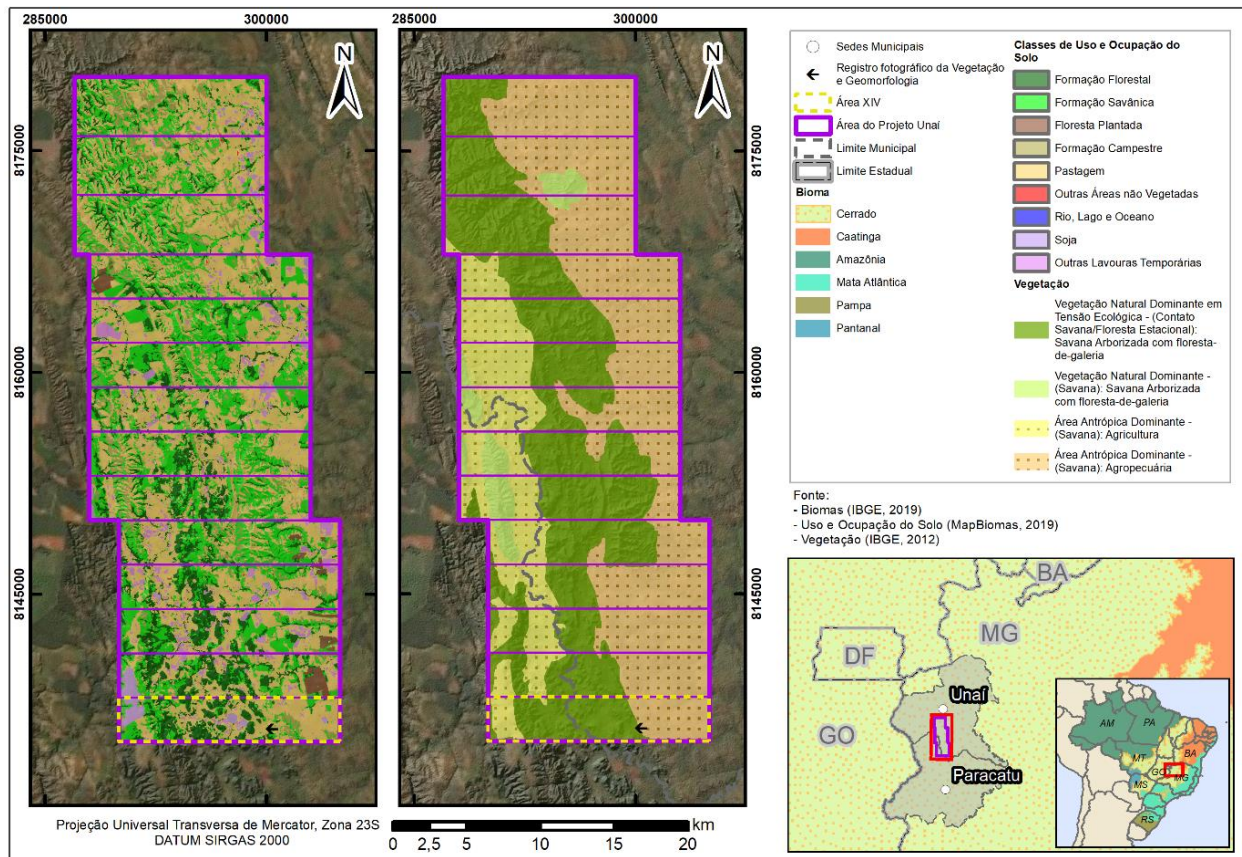 285000
300000
285000
300000
N
N
8175000
8175000
8160000
8160000
8145000
8145000
Projeção Universal Transversa de Mercator, Zona 23S
DATUM SIRGAS 2000
km
0 2,5 5 10 15 20
Sedes Municipais
Registro fotográfico da Vegetação
e Geomorfologia
Área XIV
Área do Projeto Unaí
Limite Municipal
Limite Estadual
Bioma
Cerrado
Caatinga
Amazônia
Mata Atlântica
Pampa
Pantanal
Classes de Uso e Ocupação do
Solo
Formação Florestal
Formação Savânica
Floresta Plantada
Formação Campestre
Pastagem
Outras Áreas não Vegetadas
Rio, Lago e Oceano
Soja
Outras Lavouras Temporárias
Vegetação
Vegetação Natural Dominante em
Tensão Ecológica - (Contato
Savana/Floresta Estacional):
Savana Arborizada com floresta-
de-galeria
Vegetação Natural Dominante -
(Savana): Savana Arborizada
com floresta-de-galeria
Área Antrópica Dominante -
(Savana): Agricultura
Área Antrópica Dominante -
(Savana): Agropecuária
Fonte:
- Biomas (IBGE, 2019)
- Uso e Ocupação do Solo (MapBiomas, 2019)
- Vegetação (IBGE, 2012)
BA
MG
DF
GO
Unaí
Paracatu
AM
PA
MT
BA
GO
MG
MS
RS